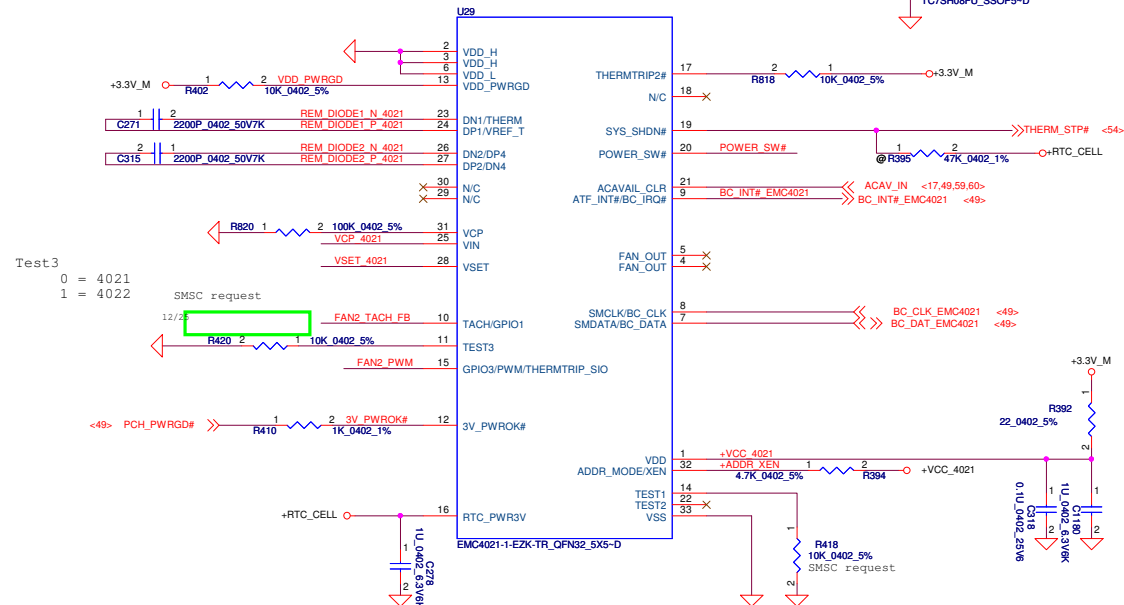 TC7SH08FU_SSOP5~D
U29
2 VDD_H
3 VDD_H
6 VDD_L
+3.3V_M 1 R402 2 VDD_PWRGD 10K_0402_5% 13 VDD_PWRGD
THERMTRIP2# 17 2 R818 1 10K_0402_5% +3.3V_M
N/C 18
1 C271 2 2200P_0402_50V7K REM_DIODE1_N_4021 23 DN1/THERM
REM_DIODE1_P_4021 24 DP1/VREF_T
SYS_SHDN# 19 THERM_STP# <54>
2 C315 1 2200P_0402_50V7K REM_DIODE2_N_4021 26 DN2/DP4
REM_DIODE2_P_4021 27 DP2/DN4
POWER_SW# 20 POWER_SW#
@R395 1 2 47K_0402_1% +RTC_CELL
30 N/C
29 N/C
ACAVAIL_CLR 21 ACAV_IN <17,49,59,60>
ATF_INT#/BC_IRQ# 9 BC_INT#_EMC4021 BC_INT#_EMC4021 <49>
R820 1 2 100K_0402_5% 31 VCP
VCP_4021 25 VIN
VSET_4021 28 VSET
FAN_OUT 5
FAN_OUT 4
Test3
0 = 4021
1 = 4022
SMSC request
12/25
FAN2_TACH_FB 10 TACH/GPIO1
SMCLK/BC_CLK 8 BC_CLK_EMC4021 <49>
SMDATA/BC_DATA 7 BC_DAT_EMC4021 <49>
R420 2 1 10K_0402_5% 11 TEST3
FAN2_PWM 15 GPIO3/PWM/THERMTRIP_SIO
+3.3V_M
1 R392 22_0402_5% 2
<49> PCH_PWRGD# 1 R410 2 3V_PWROK# 1K_0402_1% 12 3V_PWROK#
VDD 1 +VCC_4021
ADDR_MODE/XEN 32 +ADDR_XEN 4.7K_0402_5% 1 2 R394 +VCC_4021
TEST1 14
TEST2 22
VSS 33
1 C318 0.1U_0402_25V6 2
1 C1180 1U_0402_6.3V6K 2
+RTC_CELL 16 RTC_PWR3V
EMC4021-1-EZK-TR_QFN32_5X5~D
1 C278 2
1 R418
10K_0402_5%
SMSC request
2